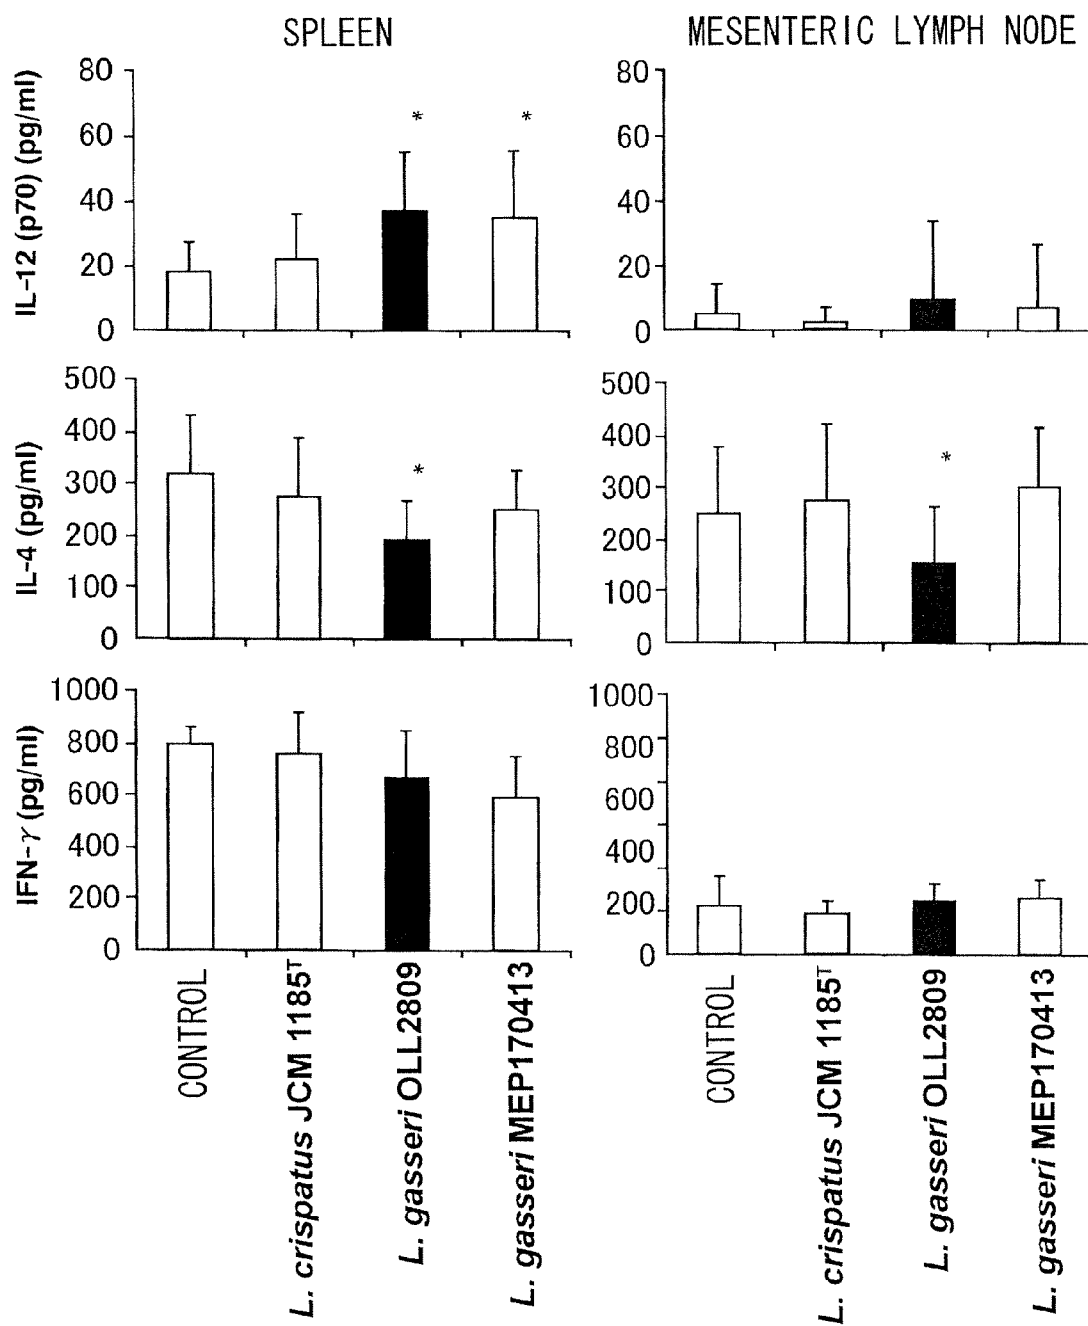 SPLEEN
MESENTERIC LYMPH NODE
IL-12 (p70) (pg/ml)
80
60
40
20
0
*
*
80
60
40
20
0
IL-4 (pg/ml)
500
400
300
200
100
0
*
500
400
300
200
100
0
*
IFN-γ (pg/ml)
1000
800
600
400
200
0
1000
800
600
400
200
0
CONTROL
L. crispatus JCM 1185ᵀ
L. gasseri OLL2809
L. gasseri MEP170413
CONTROL
L. crispatus JCM 1185ᵀ
L. gasseri OLL2809
L. gasseri MEP170413